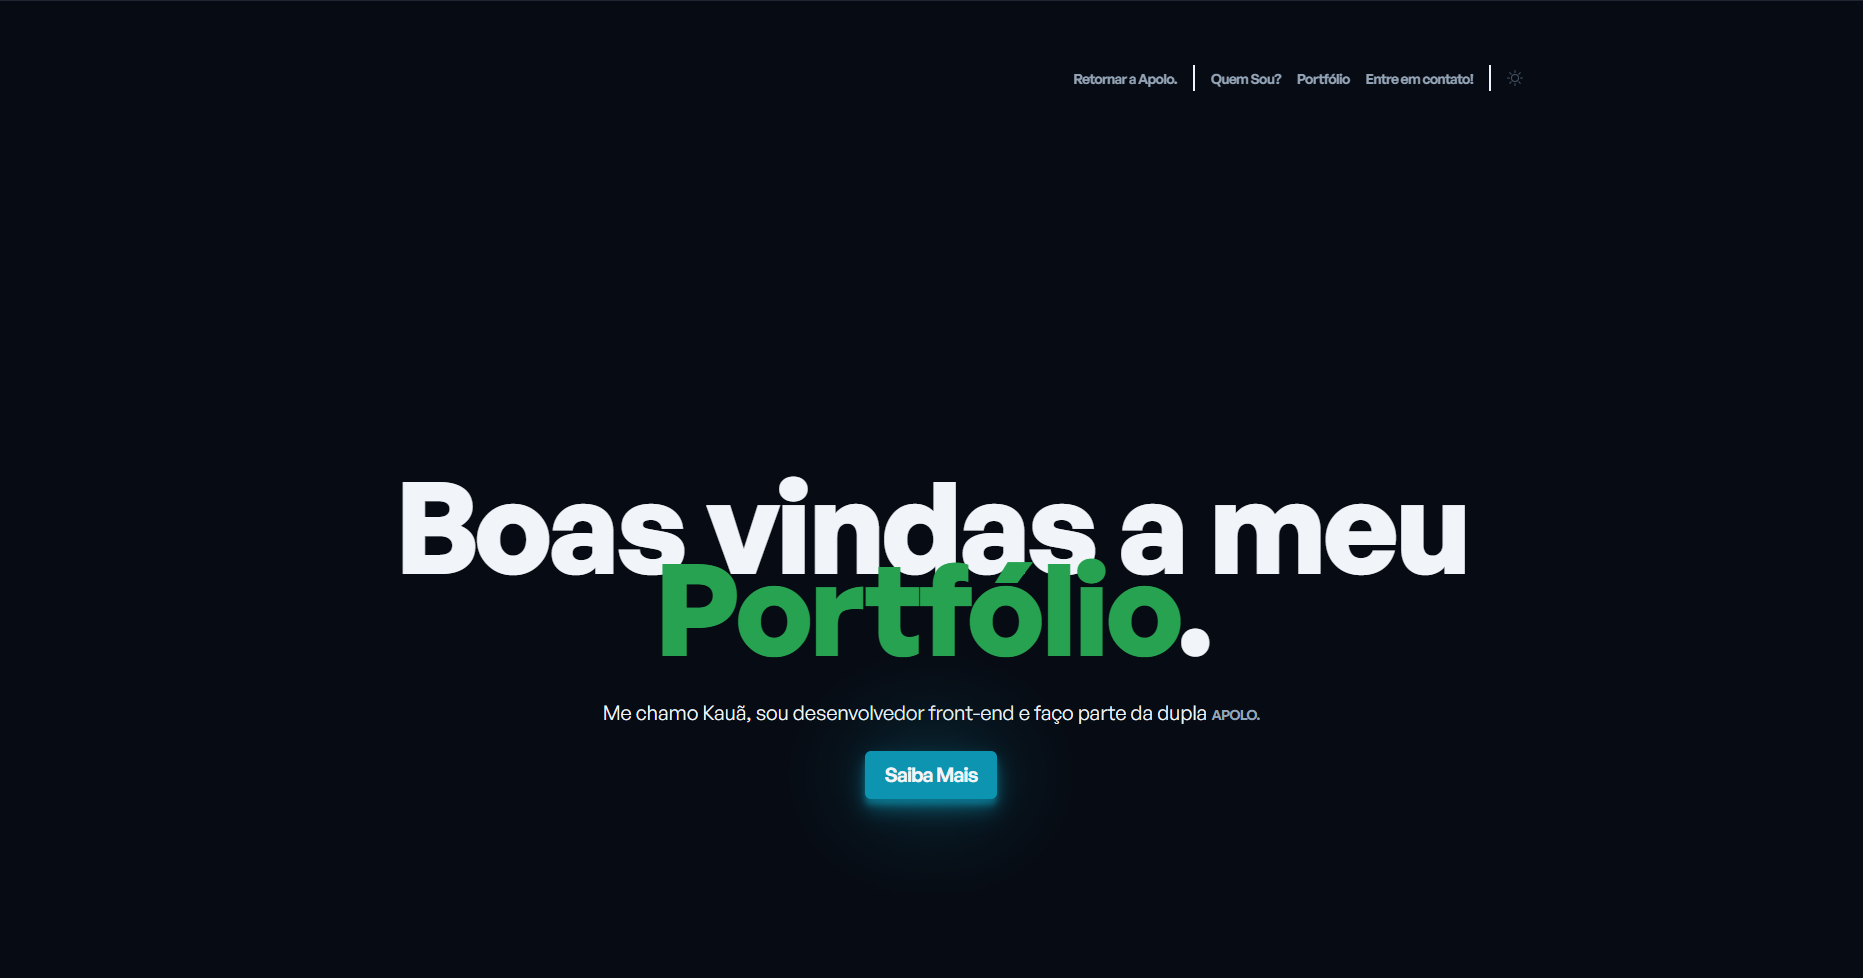 Retornar a Apolo. Quem Sou? Portfólio Entre em contato!
Boas vindas a meu
Portfólio.
Me chamo Kauã, sou desenvolvedor front-end e faço parte da dupla APOLO.
Saiba Mais